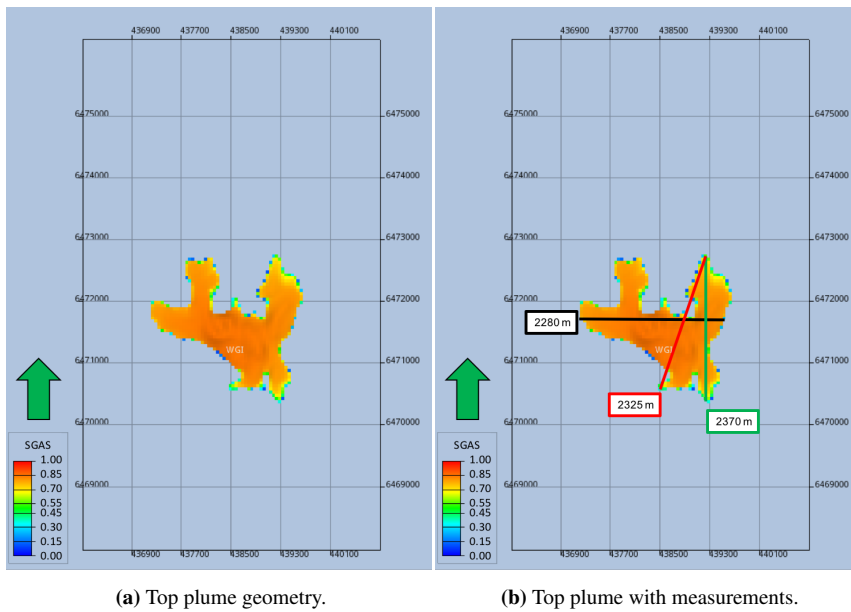 436900 437700 438500 439300 440100
6475000 6475000
6474000 6474000
6473000 6473000
6472000 6472000
WGI
6471000 6471000
6470000 6470000
6469000 6469000
436900 437700 438500 439300 440100
SGAS
1.00
0.85
0.70
0.55
0.45
0.30
0.15
0.00
(a) Top plume geometry.
436900 437700 438500 439300 440100
6475000 6475000
6474000 6474000
6473000 6473000
6472000 6472000
2280 m
WGI
6471000 6471000
2325 m
2370 m
6470000 6470000
6469000 6469000
436900 437700 438500 439300 440100
SGAS
1.00
0.85
0.70
0.55
0.45
0.30
0.15
0.00
(b) Top plume with measurements.